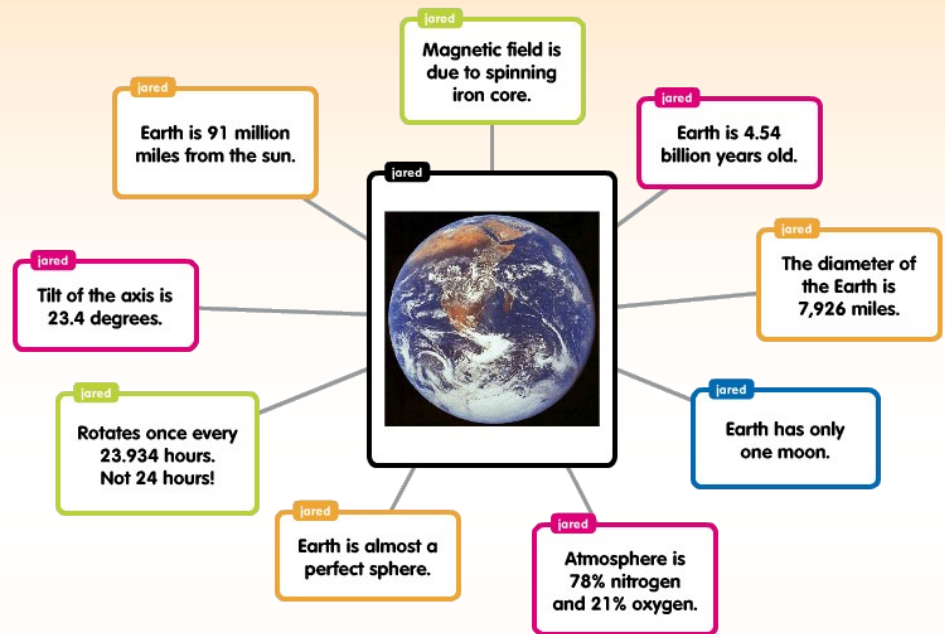 jared
Magnetic field is
due to spinning
iron core.
jared
Earth is 91 million
miles from the sun.
jared
Earth is 4.54
billion years old.
jared
jared
The diameter of
the Earth is
7,926 miles.
jared
Tilt of the axis is
23.4 degrees.
jared
Rotates once every
23.934 hours.
Not 24 hours!
jared
Earth has only
one moon.
jared
Earth is almost a
perfect sphere.
jared
Atmosphere is
78% nitrogen
and 21% oxygen.